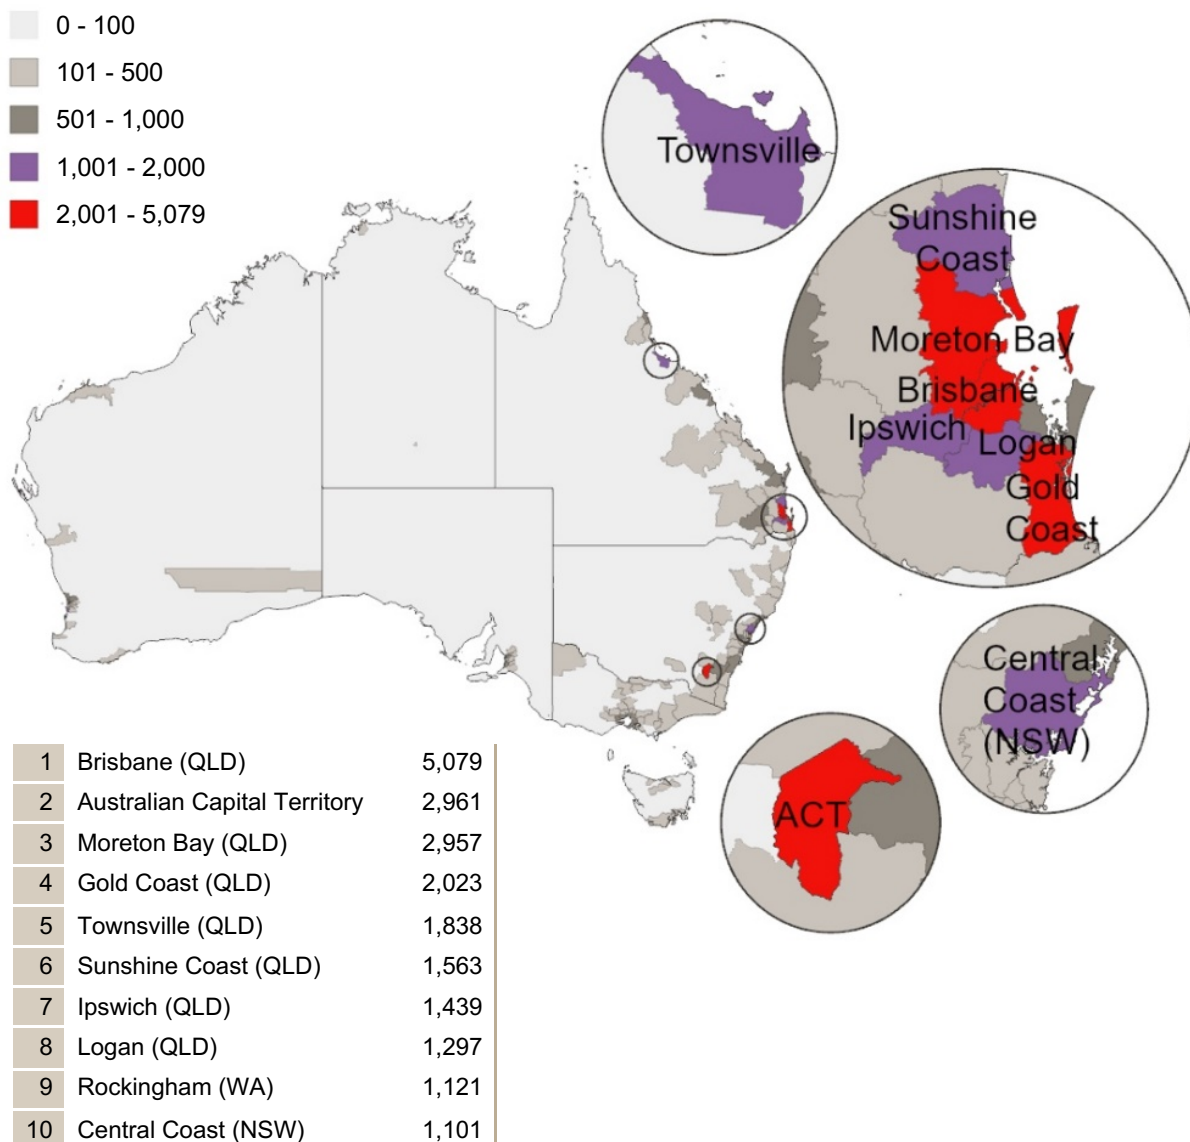 0 - 100
101 - 500
501 - 1,000
1,001 - 2,000
2,001 - 5,079
Townsville
Sunshine
Coast
Moreton Bay
Brisbane
Ipswich
Logan
Gold
Coast
Central
Coast
(NSW)
ACT
1 Brisbane (QLD) 5,079
2 Australian Capital Territory 2,961
3 Moreton Bay (QLD) 2,957
4 Gold Coast (QLD) 2,023
5 Townsville (QLD) 1,838
6 Sunshine Coast (QLD) 1,563
7 Ipswich (QLD) 1,439
8 Logan (QLD) 1,297
9 Rockingham (WA) 1,121
10 Central Coast (NSW) 1,101